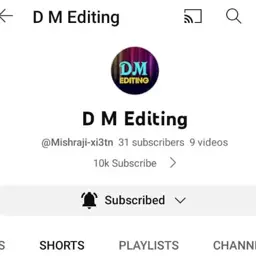 D M Editing
DM
EDITING
D M Editing
@Mishraji-xi3tn 31 subscribers 9 videos
10k Subscribe
Subscribed
S SHORTS PLAYLISTS CHANN